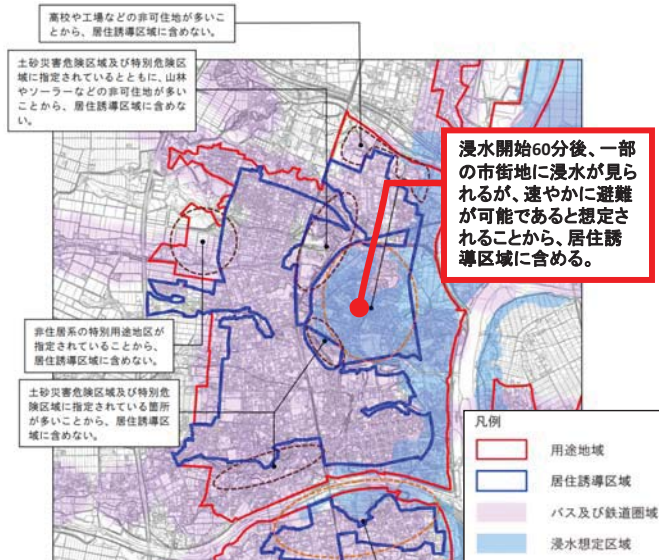 高校や工場などの非可住地が多いこ
とから、居住誘導区域に含めない。
土砂災害危険区域及び特別危険区
域に指定されているとともに、山林
やソーラーなどの非可住地が多い
ことから、居住誘導区域に含めな
い。
浸水開始60分後、一部
の市街地に浸水が見ら
れるが、速やかに避難
が可能であると想定さ
れることから、居住誘
導区域に含める。
非住居系の特別用途地区が
指定されていることから、
居住誘導区域に含めない。
土砂災害危険区域及び特別危
険区域に指定されている箇所
が多いことから、居住誘導区
域に含めない。
凡例
用途地域
居住誘導区域
バス及び鉄道圏域
浸水想定区域